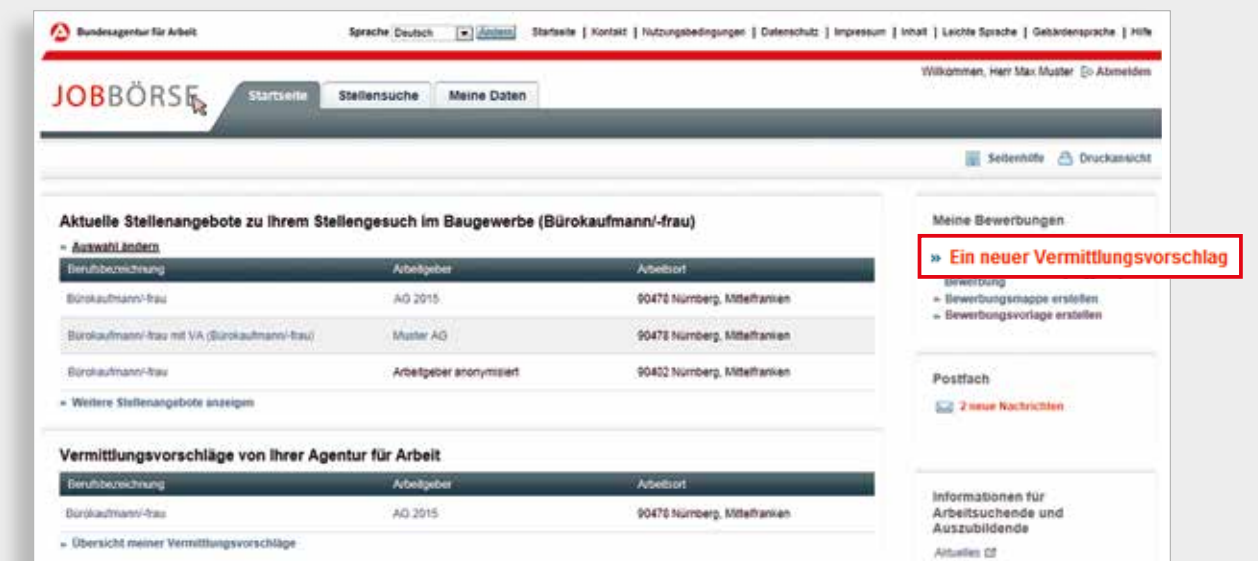 Bundesagentur für Arbeit
Sprache Deutsch Ändern Startseite | Kontakt | Nutzungsbedingungen | Datenschutz | Impressum | Inhalt | Leichte Sprache | Gebärdensprache | Hilfe
Willkommen, Herr Max Muster Abmelden
JOBBÖRSE
Startseite Stellensuche Meine Daten
Seitenhilfe Druckansicht
Aktuelle Stellenangebote zu Ihrem Stellengesuch im Baugewerbe (Bürokaufmann/-frau)
» Auswahl ändern
Berufsbezeichnung Arbeitgeber Arbeitsort
Bürokaufmann/-frau AG 2015 90478 Nürnberg, Mittelfranken
Bürokaufmann/-frau mit VA (Bürokaufmann/-frau) Muster AG 90478 Nürnberg, Mittelfranken
Bürokaufmann/-frau Arbeitgeber anonymisiert 90402 Nürnberg, Mittelfranken
» Weitere Stellenangebote anzeigen
Vermittlungsvorschläge von Ihrer Agentur für Arbeit
Berufsbezeichnung Arbeitgeber Arbeitsort
Bürokaufmann/-frau AG 2015 90478 Nürnberg, Mittelfranken
» Übersicht meiner Vermittlungsvorschläge
Meine Bewerbungen
» Ein neuer Vermittlungsvorschlag
Bewerbung
» Bewerbungsmappe erstellen
» Bewerbungsvorlage erstellen
Postfach
2 neue Nachrichten
Informationen für
Arbeitsuchende und
Auszubildende
Aktuelles